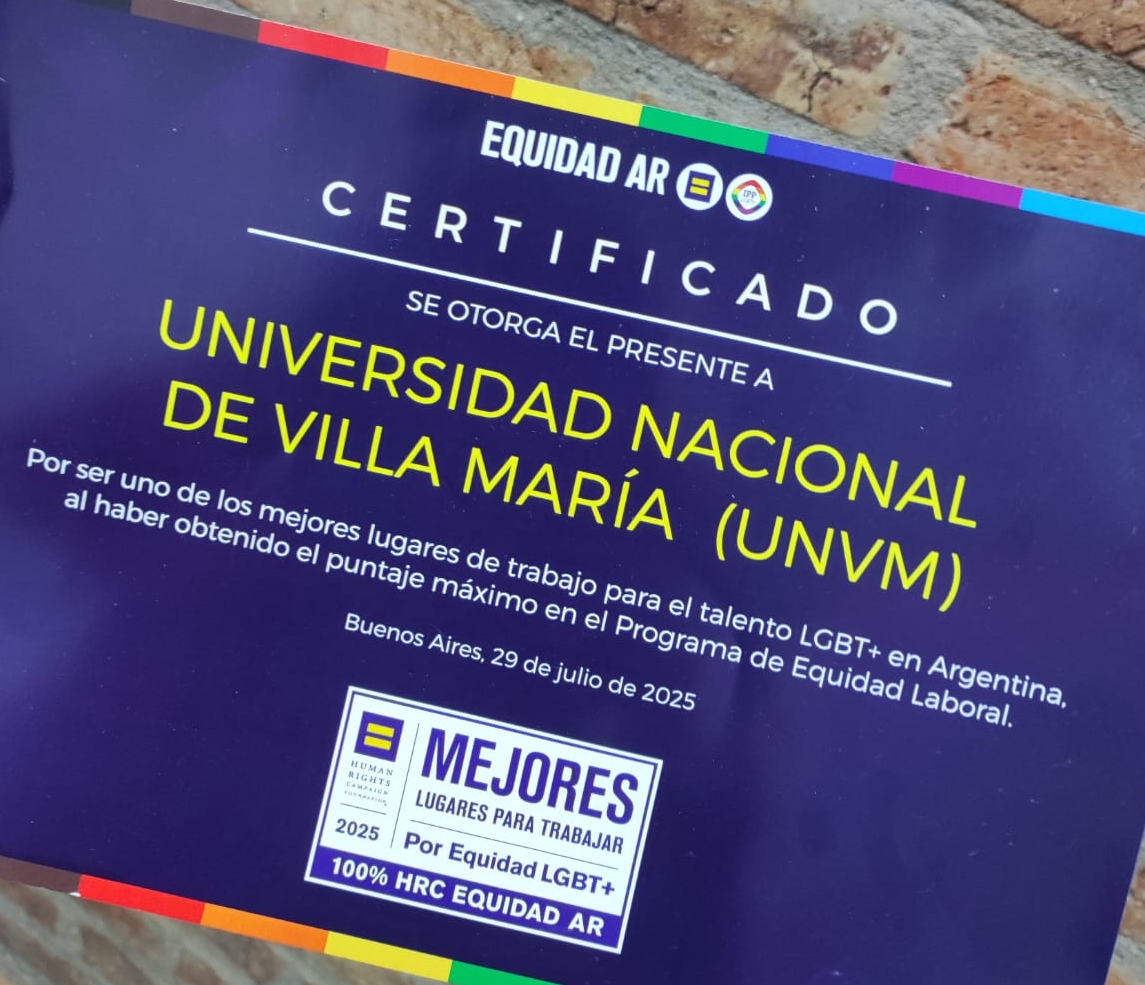 EQUIDAD AR
IPP
CERTIFICADO
SE OTORGA EL PRESENTE A
UNIVERSIDAD NACIONAL
DE VILLA MARÍA (UNVM)
Por ser uno de los mejores lugares de trabajo para el talento LGBT+ en Argentina,
al haber obtenido el puntaje máximo en el Programa de Equidad Laboral.
Buenos Aires, 29 de julio de 2025
HUMAN
RIGHTS
CAMPAIGN
FOUNDATION
2025
MEJORES
LUGARES PARA TRABAJAR
Por Equidad LGBT+
100% HRC EQUIDAD AR